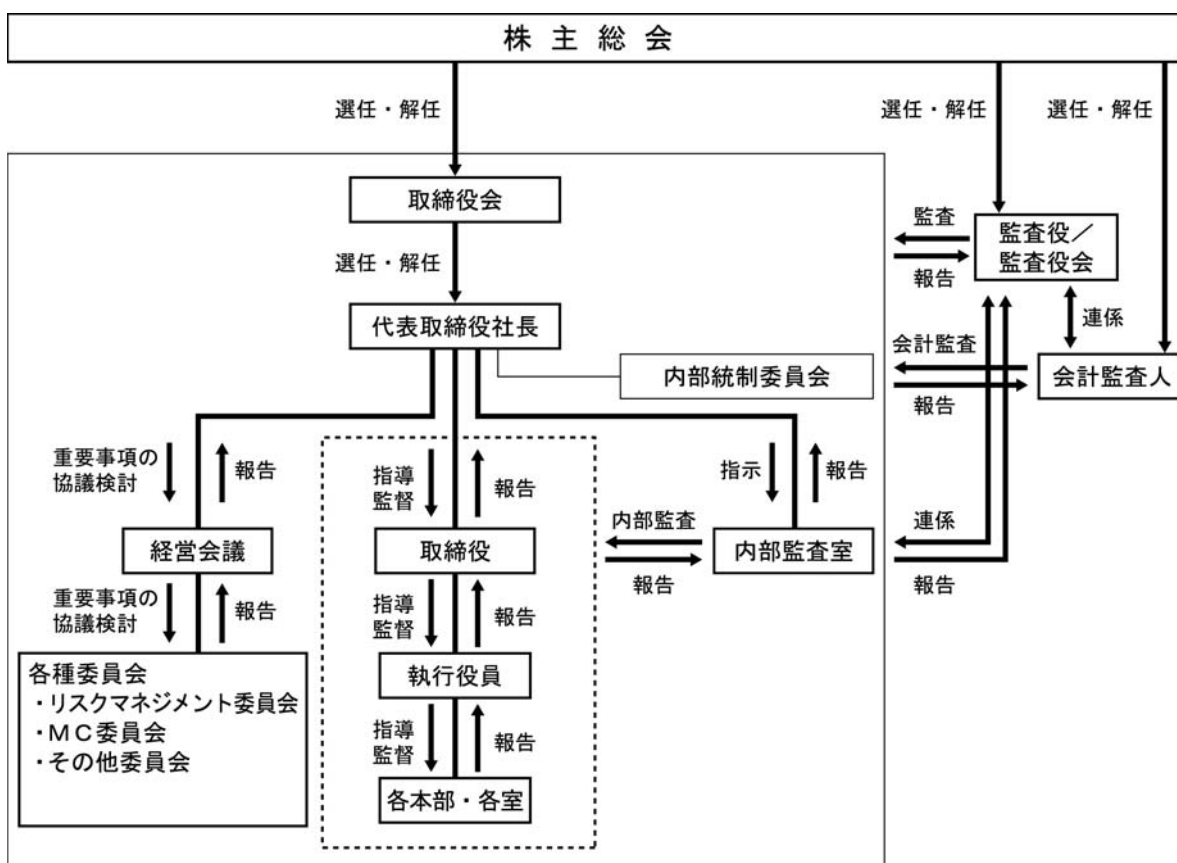 株主総会
選任・解任
選任・解任
選任・解任
取締役会
監査
監査役／
監査役会
報告
選任・解任
代表取締役社長
連係
会計監査
内部統制委員会
会計監査人
報告
重要事項の
協議検討
報告
指導
監督
報告
指示
報告
経営会議
取締役
内部監査
内部監査室
連係
報告
報告
重要事項の
協議検討
報告
指導
監督
報告
各種委員会
・リスクマネジメント委員会
・ＭＣ委員会
・その他委員会
執行役員
指導
監督
報告
各本部・各室